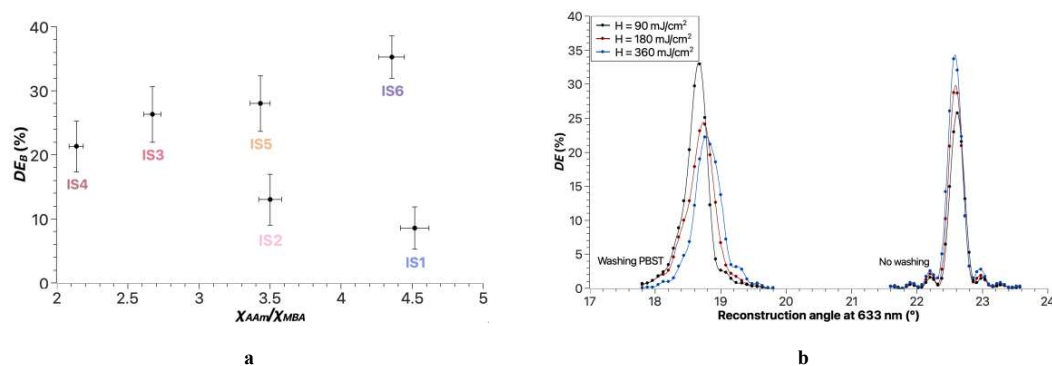 40
30
20
10
0
DE_B (%)
IS6
IS5
IS3
IS4
IS2
IS1
2 2.5 3 3.5 4 4.5 5
χAAm/χMBA
a
40
35
30
25
20
15
10
5
0
DE (%)
H = 90 mJ/cm²
H = 180 mJ/cm²
H = 360 mJ/cm²
Washing PBST
No washing
17 18 19 20 21 22 23 24
Reconstruction angle at 633 nm (°)
b